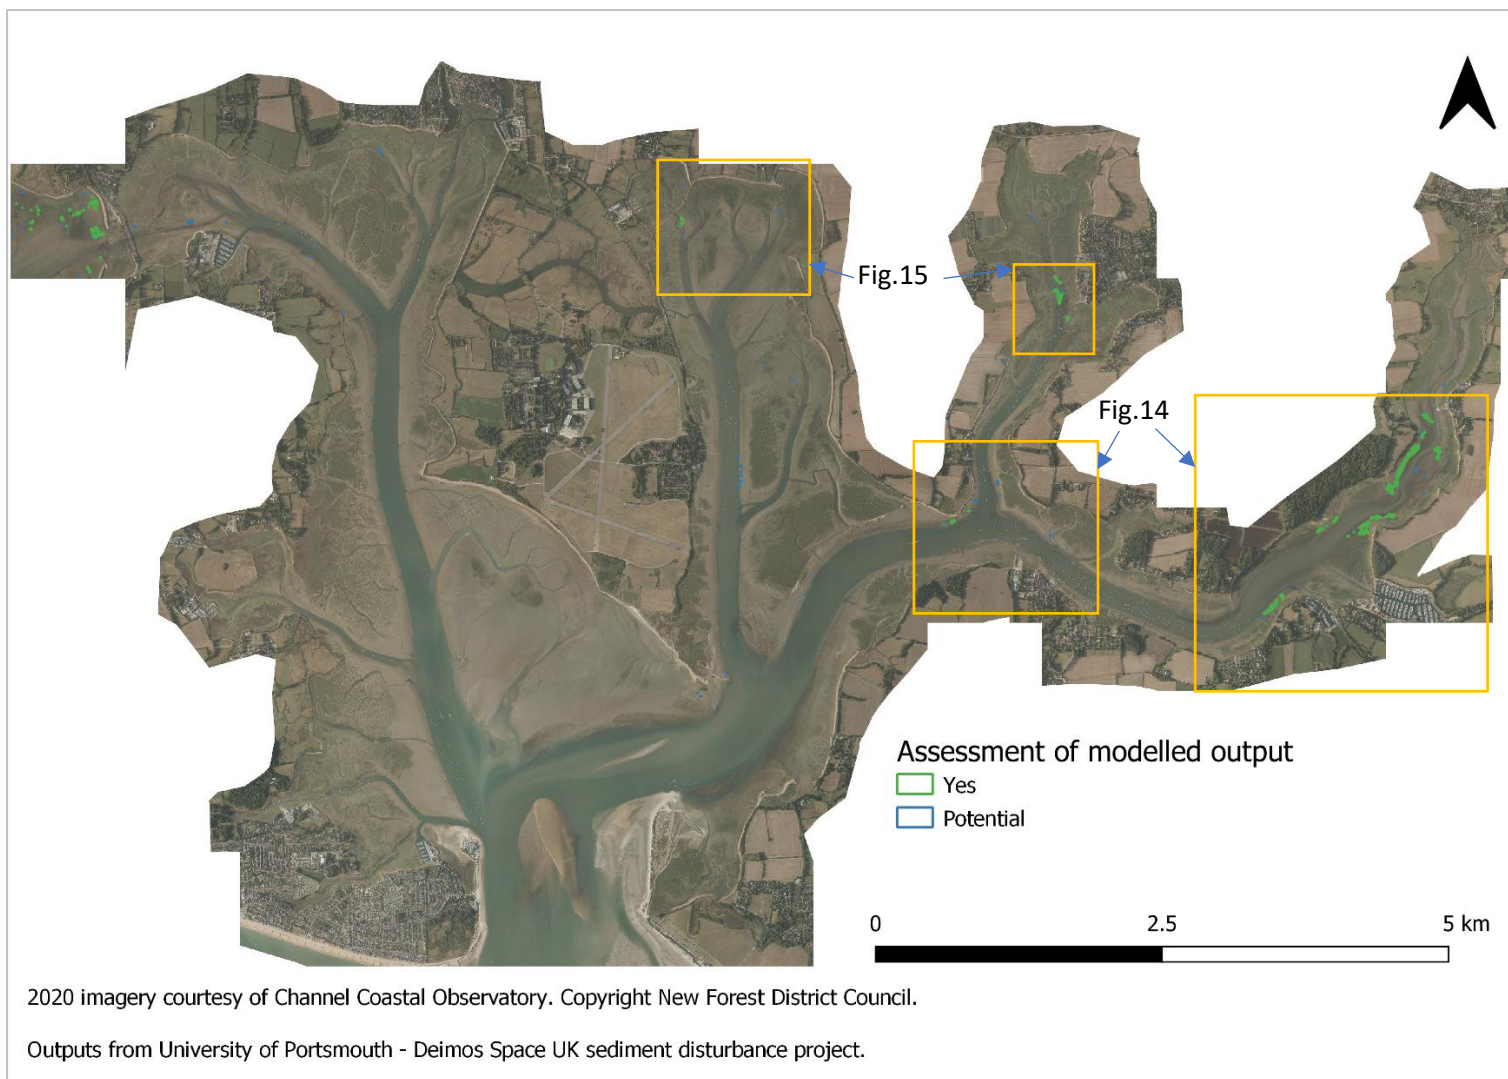 Fig.15
Fig.14
Assessment of modelled output
Yes
Potential
0 2.5 5 km
2020 imagery courtesy of Channel Coastal Observatory. Copyright New Forest District Council.
Outputs from University of Portsmouth - Deimos Space UK sediment disturbance project.